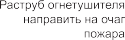 Раструб огнетушителя
направить на очаг
пожара